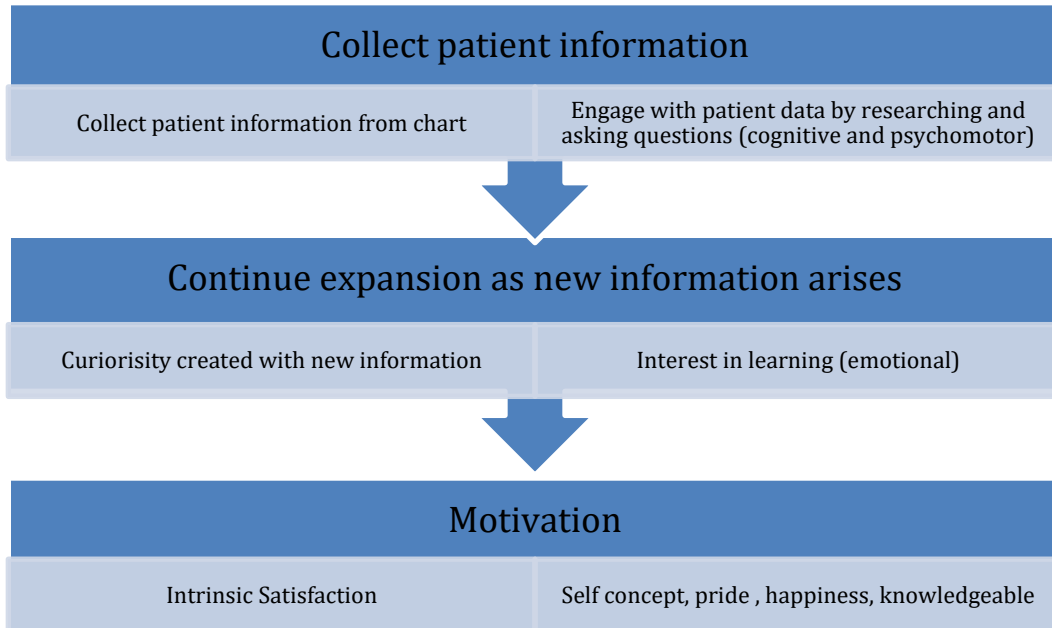 Collect patient information
Collect patient information from chart
Engage with patient data by researching and
asking questions (cognitive and psychomotor)
Continue expansion as new information arises
Curiorisity created with new information
Interest in learning (emotional)
Motivation
Intrinsic Satisfaction
Self concept, pride , happiness, knowledgeable